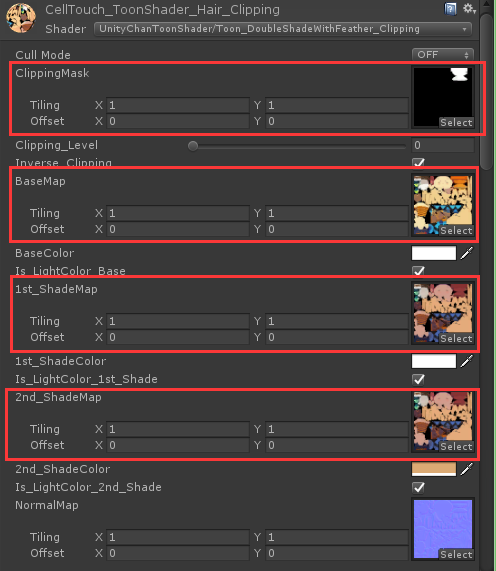 CellTouch_ToonShader_Hair_Clipping
Shader UnityChanToonShader/Toon_DoubleShadeWithFeather_Clipping
Cull Mode OFF
ClippingMask
Tiling X 1 Y 1
Offset X 0 Y 0
Select
Clipping_Level 0
Inverse_Clipping
BaseMap
Tiling X 1 Y 1
Offset X 0 Y 0
Select
BaseColor
Is_LightColor_Base
1st_ShadeMap
Tiling X 1 Y 1
Offset X 0 Y 0
Select
1st_ShadeColor
Is_LightColor_1st_Shade
2nd_ShadeMap
Tiling X 1 Y 1
Offset X 0 Y 0
Select
2nd_ShadeColor
Is_LightColor_2nd_Shade
NormalMap
Tiling X 1 Y 1
Offset X 0 Y 0
Select